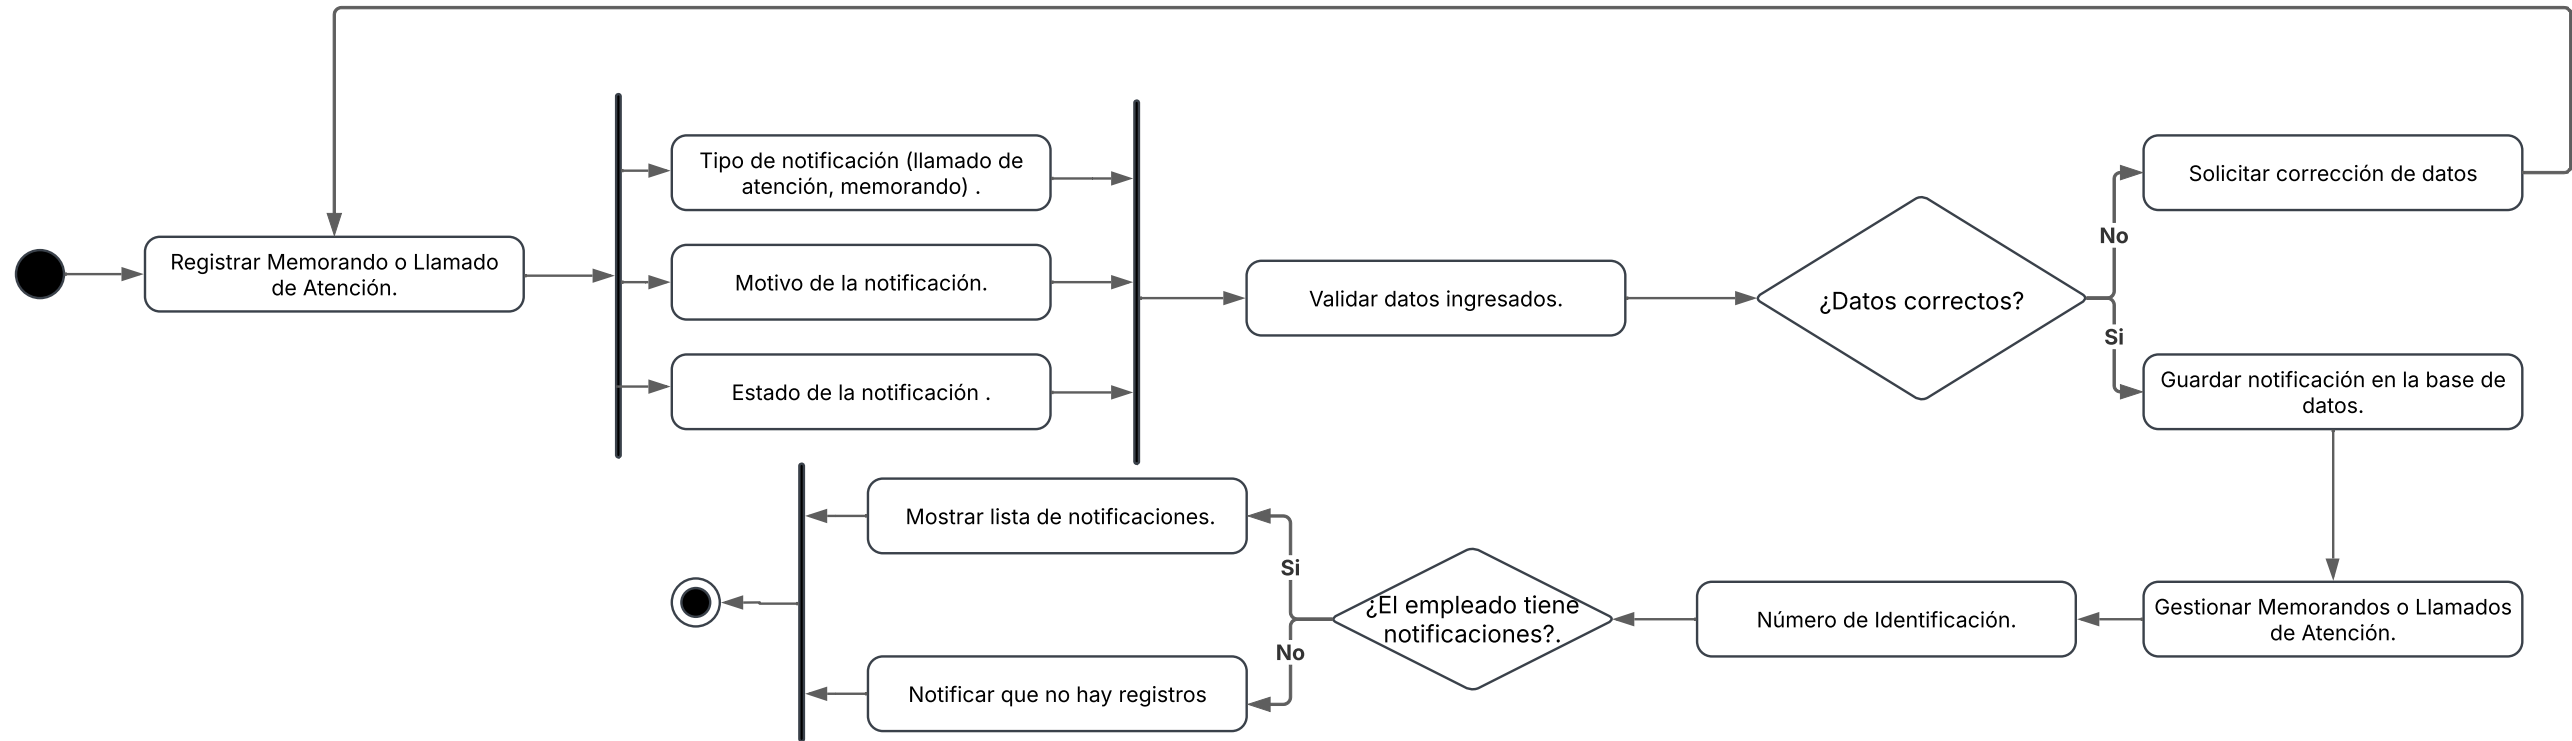 Registrar Memorando o Llamado
de Atención.
Tipo de notificación (llamado de
atención, memorando) .
Motivo de la notificación.
Estado de la notificación .
Validar datos ingresados.
¿Datos correctos?
No
Solicitar corrección de datos
Si
Guardar notificación en la base de
datos.
Gestionar Memorandos o Llamados
de Atención.
Número de Identificación.
¿El empleado tiene
notificaciones?.
Si
Mostrar lista de notificaciones.
No
Notificar que no hay registros